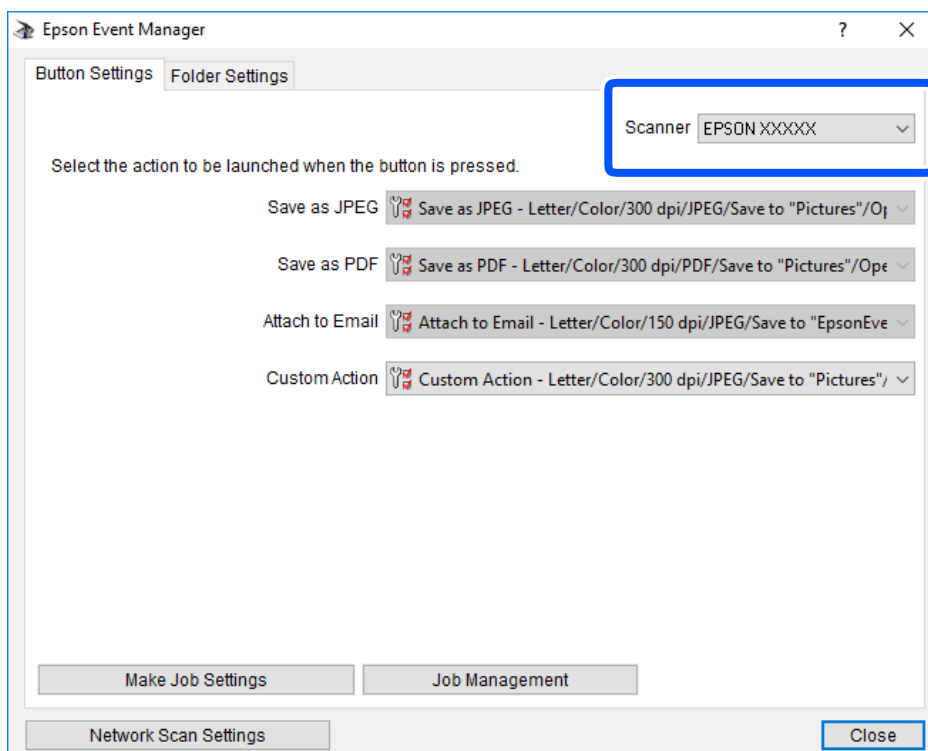 Epson Event Manager
Button Settings Folder Settings
Scanner EPSON XXXXX
Select the action to be launched when the button is pressed.
Save as JPEG Save as JPEG - Letter/Color/300 dpi/JPEG/Save to "Pictures"/Op
Save as PDF Save as PDF - Letter/Color/300 dpi/PDF/Save to "Pictures"/Ope
Attach to Email Attach to Email - Letter/Color/150 dpi/JPEG/Save to "EpsonEve
Custom Action Custom Action - Letter/Color/300 dpi/JPEG/Save to "Pictures"/
Make Job Settings Job Management
Network Scan Settings Close